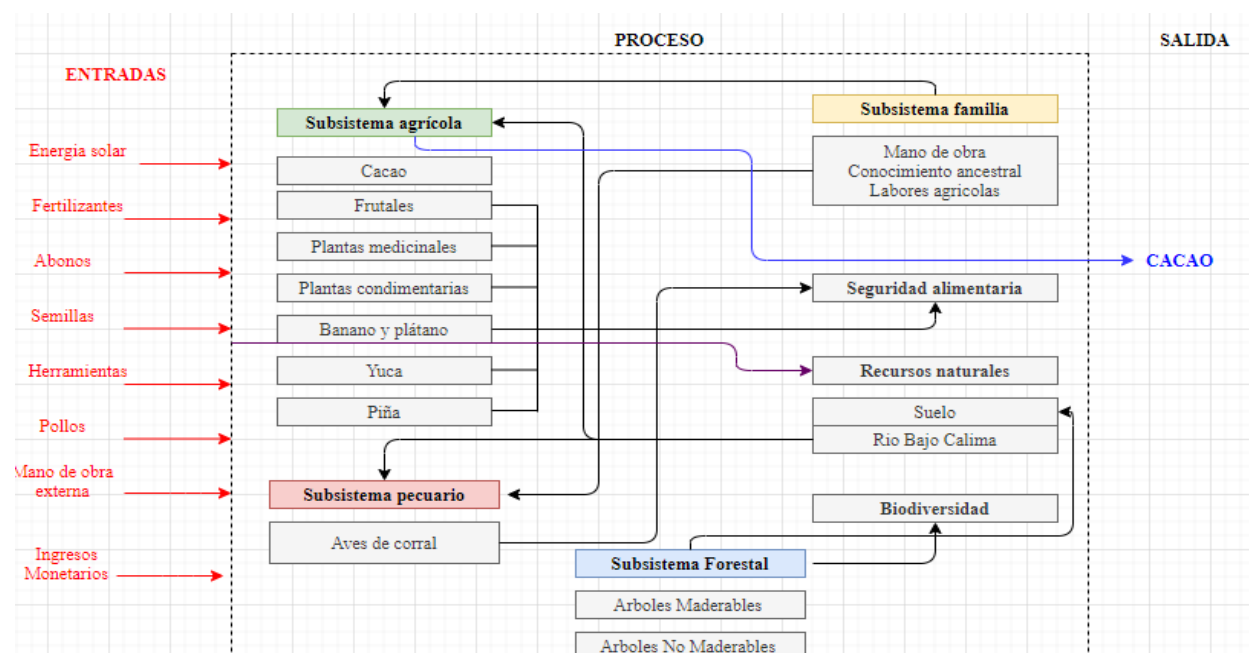 PROCESO
SALIDA
ENTRADAS
Energia solar
Fertilizantes
Abonos
Semillas
Herramientas
Pollos
Mano de obra
externa
Ingresos
Monetarios
Subsistema agrícola
Cacao
Frutales
Plantas medicinales
Plantas condimentarias
Banano y plátano
Yuca
Piña
Subsistema pecuario
Aves de corral
Subsistema Forestal
Arboles Maderables
Arboles No Maderables
Subsistema familia
Mano de obra
Conocimiento ancestral
Labores agricolas
Seguridad alimentaria
Recursos naturales
Suelo
Rio Bajo Calima
Biodiversidad
CACAO